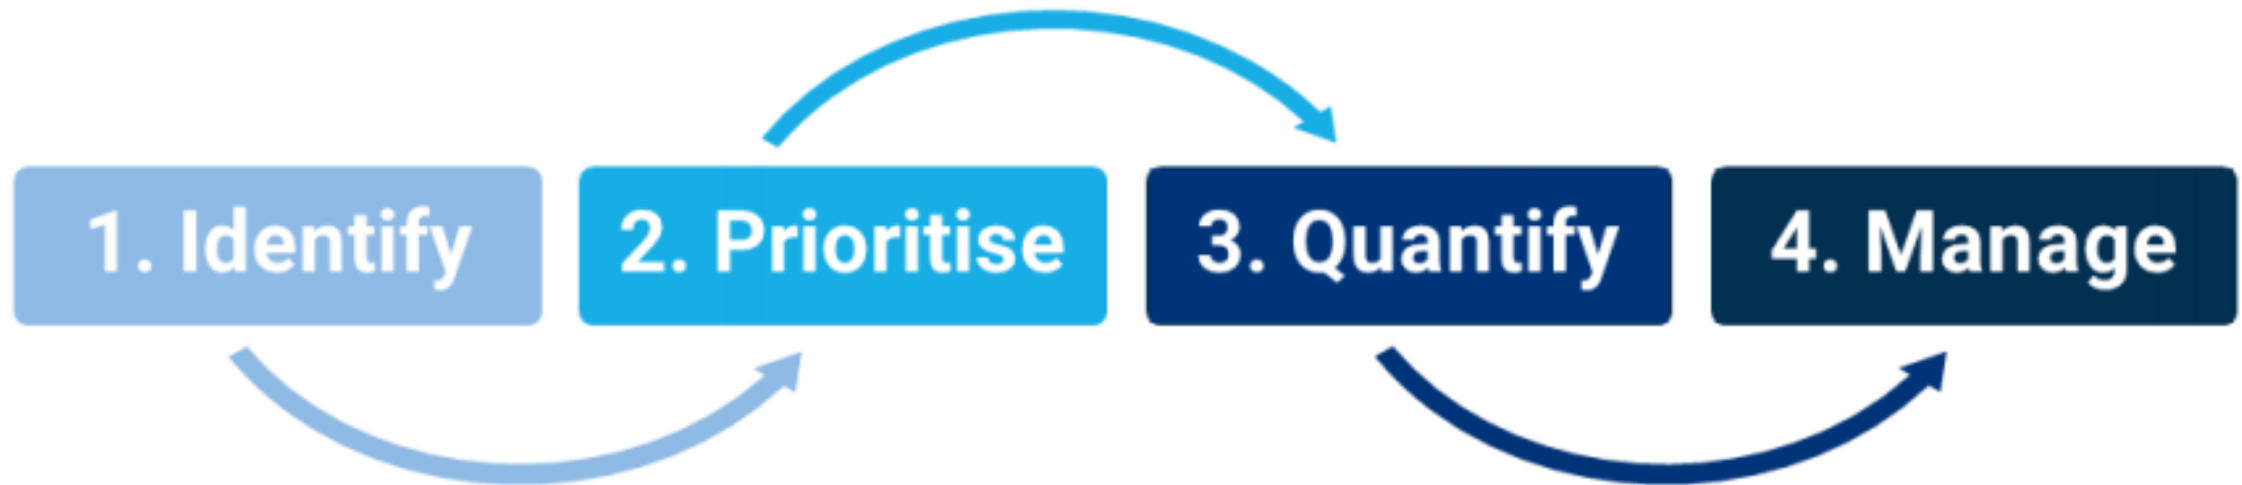 1. Identify
2. Prioritise
3. Quantify
4. Manage